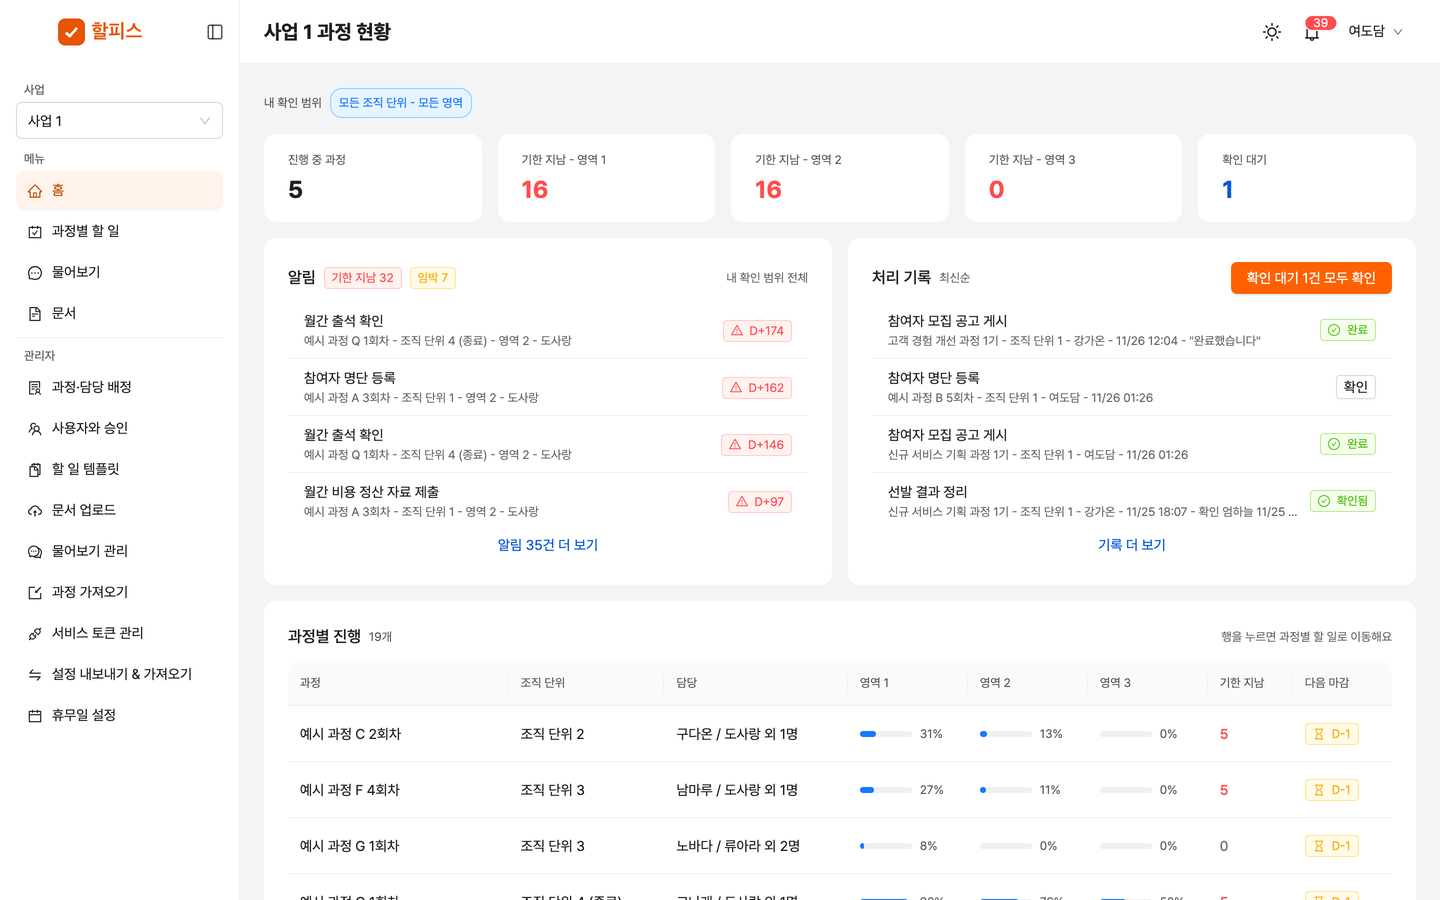 할피스
사업
사업 1
메뉴
홈
과정별 할 일
물어보기
문서
관리자
과정·담당 배정
사용자와 승인
할 일 템플릿
문서 업로드
물어보기 관리
과정 가져오기
서비스 토큰 관리
설정 내보내기 & 가져오기
휴무일 설정
사업 1 과정 현황
39
여도담
내 확인 범위 모든 조직 단위 - 모든 영역
진행 중 과정
5
기한 지남 - 영역 1
16
기한 지남 - 영역 2
16
기한 지남 - 영역 3
0
확인 대기
1
알림 기한 지남 32 임박 7 내 확인 범위 전체
월간 출석 확인
예시 과정 Q 1회차 - 조직 단위 4 (종료) - 영역 2 - 도사랑
D+174
참여자 명단 등록
예시 과정 A 3회차 - 조직 단위 1 - 영역 2 - 도사랑
D+162
월간 출석 확인
예시 과정 Q 1회차 - 조직 단위 4 (종료) - 영역 2 - 도사랑
D+146
월간 비용 정산 자료 제출
예시 과정 A 3회차 - 조직 단위 1 - 영역 2 - 도사랑
D+97
알림 35건 더 보기
처리 기록 최신순 확인 대기 1건 모두 확인
참여자 모집 공고 게시
고객 경험 개선 과정 1기 - 조직 단위 1 - 강가온 - 11/26 12:04 - "완료했습니다"
완료
참여자 명단 등록
예시 과정 B 5회차 - 조직 단위 1 - 여도담 - 11/26 01:26
확인
참여자 모집 공고 게시
신규 서비스 기획 과정 1기 - 조직 단위 1 - 여도담 - 11/26 01:26
완료
선발 결과 정리
신규 서비스 기획 과정 1기 - 조직 단위 1 - 강가온 - 11/25 18:07 - 확인 엄하늘 11/25 ...
확인됨
기록 더 보기
과정별 진행 19개 행을 누르면 과정별 할 일로 이동해요
과정 조직 단위 담당 영역 1 영역 2 영역 3 기한 지남 다음 마감
예시 과정 C 2회차 조직 단위 2 구다온 / 도사랑 외 1명 31% 13% 0% 5 D-1
예시 과정 F 4회차 조직 단위 3 남마루 / 도사랑 외 1명 27% 11% 0% 5 D-1
예시 과정 G 1회차 조직 단위 3 노바다 / 류아라 외 2명 8% 0% 0% 0 D-1